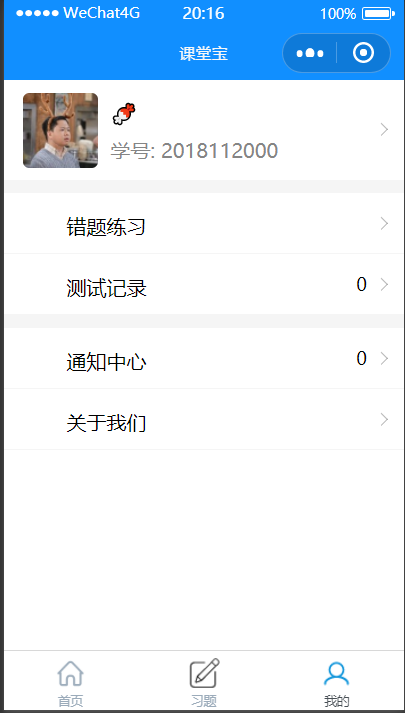 WeChat4G 20:16 100%
课堂宝
学号: 2018112000
错题练习
测试记录 0
通知中心 0
关于我们
首页 习题 我的